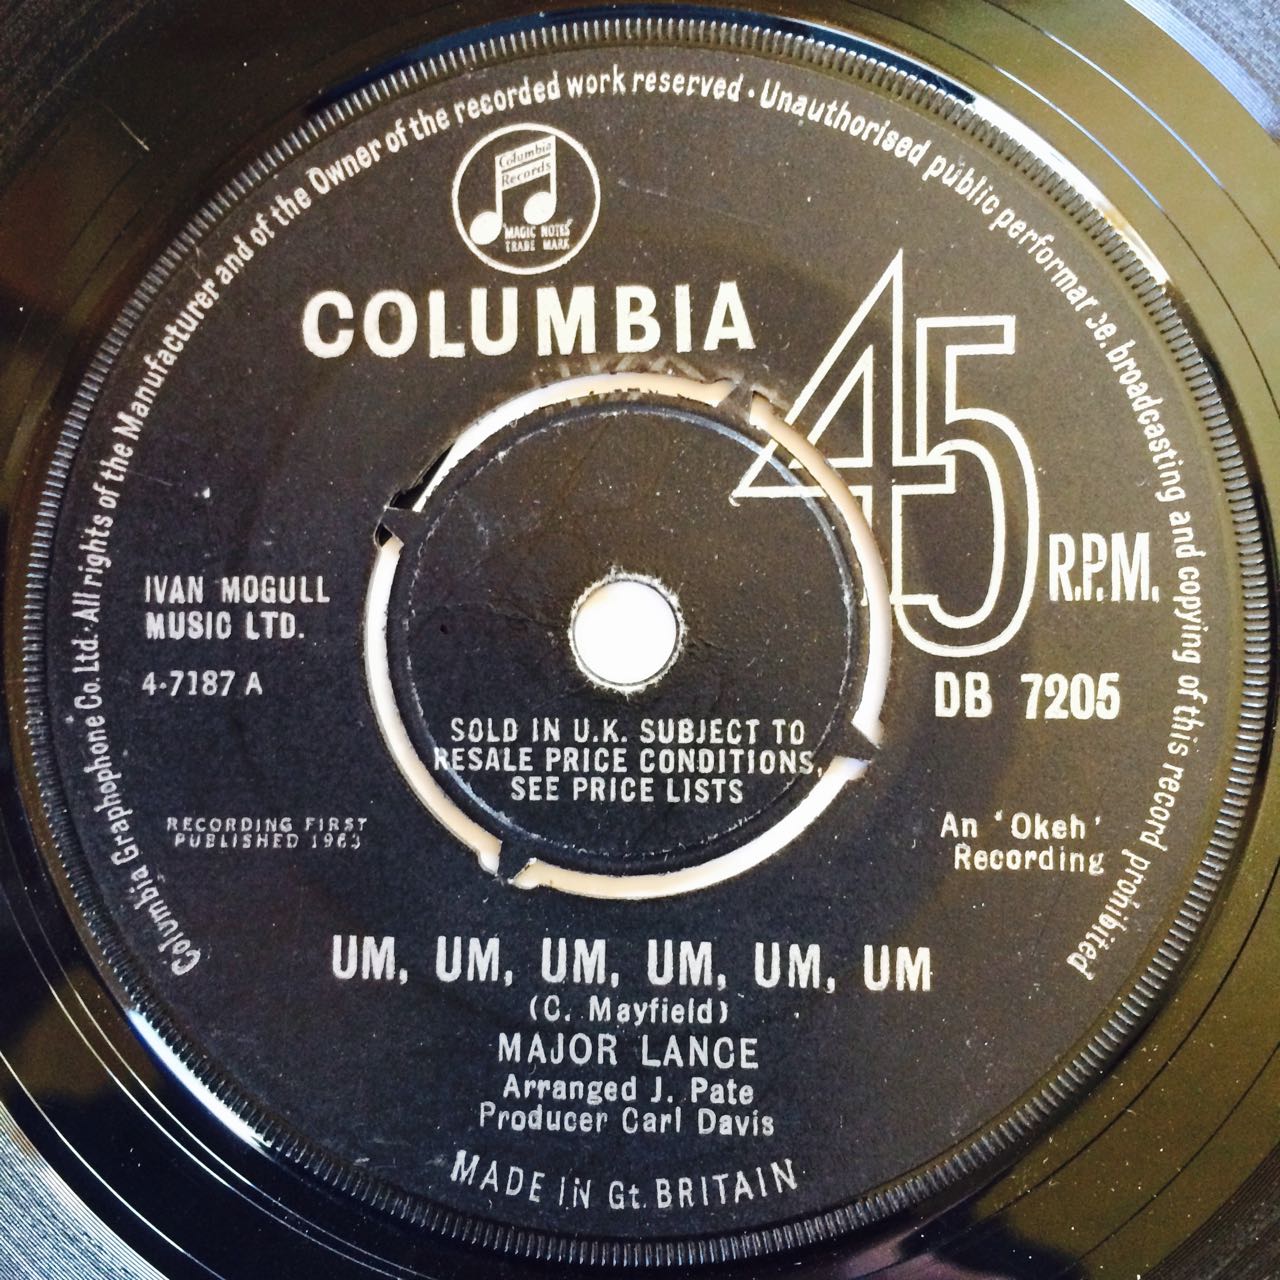 Columbia Graphophone Co. Ltd. · All rights of the Manufacturer and of the Owner of the recorded work reserved · Unauthorised public performance, broadcasting and copying of this record prohibited
Columbia
Records
MAGIC NOTES
TRADE MARK
COLUMBIA
45
R.P.M.
IVAN MOGULL
MUSIC LTD.
4-7187 A
DB 7205
SOLD IN U.K. SUBJECT TO
RESALE PRICE CONDITIONS,
SEE PRICE LISTS
RECORDING FIRST
PUBLISHED 1963
An 'Okeh'
Recording
UM, UM, UM, UM, UM, UM
(C. Mayfield)
MAJOR LANCE
Arranged J. Pate
Producer Carl Davis
MADE IN Gt. BRITAIN